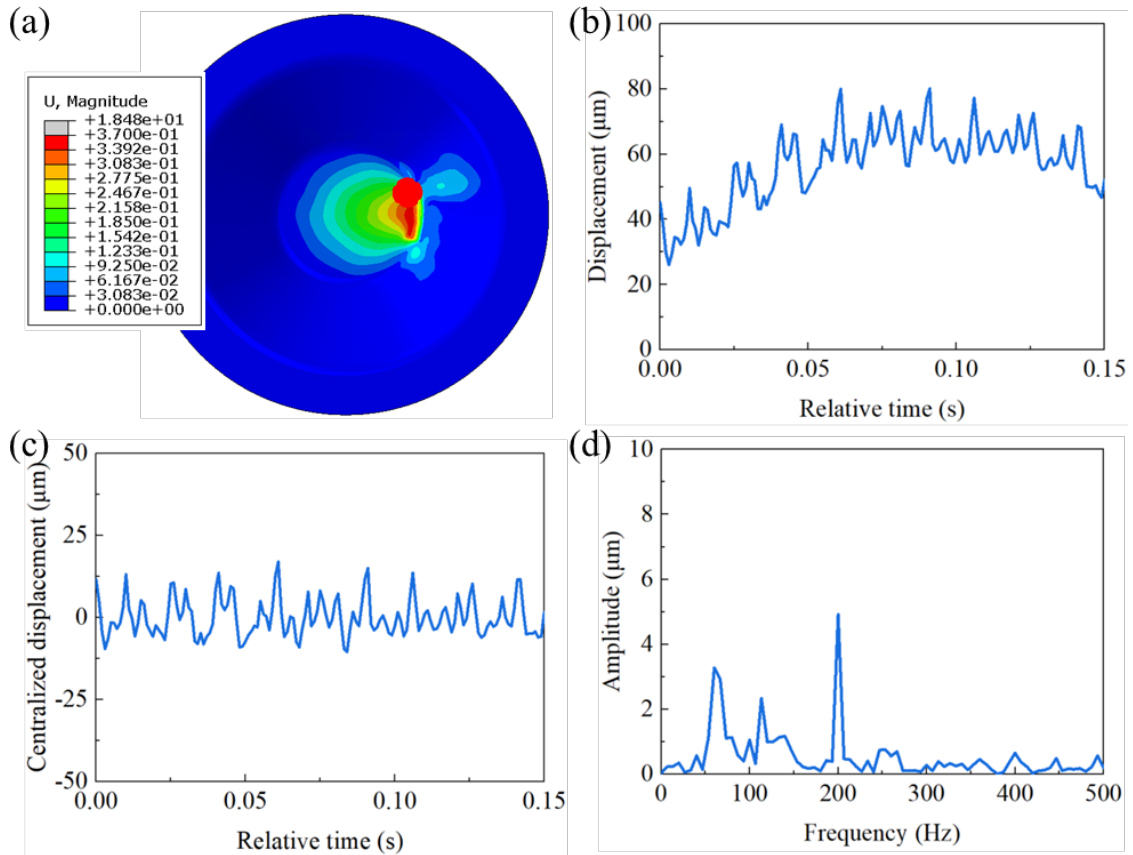 (a)
U, Magnitude
+1.848e+01
+3.700e-01
+3.392e-01
+3.083e-01
+2.775e-01
+2.467e-01
+2.158e-01
+1.850e-01
+1.542e-01
+1.233e-01
+9.250e-02
+6.167e-02
+3.083e-02
+0.000e+00
(b)
Displacement (μm)
100
80
60
40
20
0
0.00
0.05
0.10
0.15
Relative time (s)
(c)
Centralized displacement (μm)
50
25
0
-25
-50
0.00
0.05
0.10
0.15
Relative time (s)
(d)
Amplitude (μm)
10
8
6
4
2
0
0
100
200
300
400
500
Frequency (Hz)